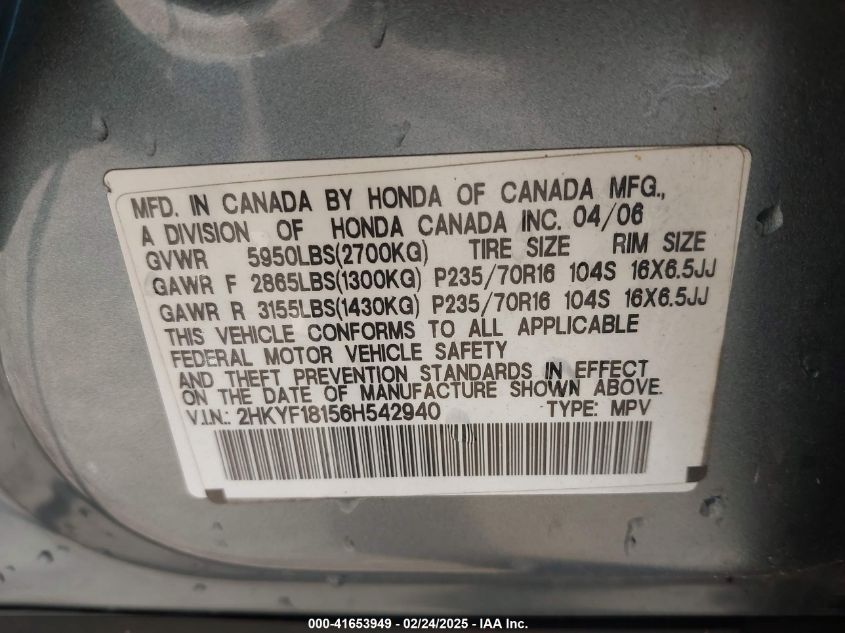 MFD. IN CANADA BY HONDA OF CANADA MFG.,
A DIVISION OF HONDA CANADA INC. 04/06
GVWR 5950LBS(2700KG) TIRE SIZE RIM SIZE
GAWR F 2865LBS(1300KG) P235/70R16 104S 16X6.5JJ
GAWR R 3155LBS(1430KG) P235/70R16 104S 16X6.5JJ
THIS VEHICLE CONFORMS TO ALL APPLICABLE
FEDERAL MOTOR VEHICLE SAFETY
AND THEFT PREVENTION STANDARDS IN EFFECT
ON THE DATE OF MANUFACTURE SHOWN ABOVE.
V.I.N.: 2HKYF18156H542940 TYPE: MPV
000-41653949 - 02/24/2025 - IAA Inc.